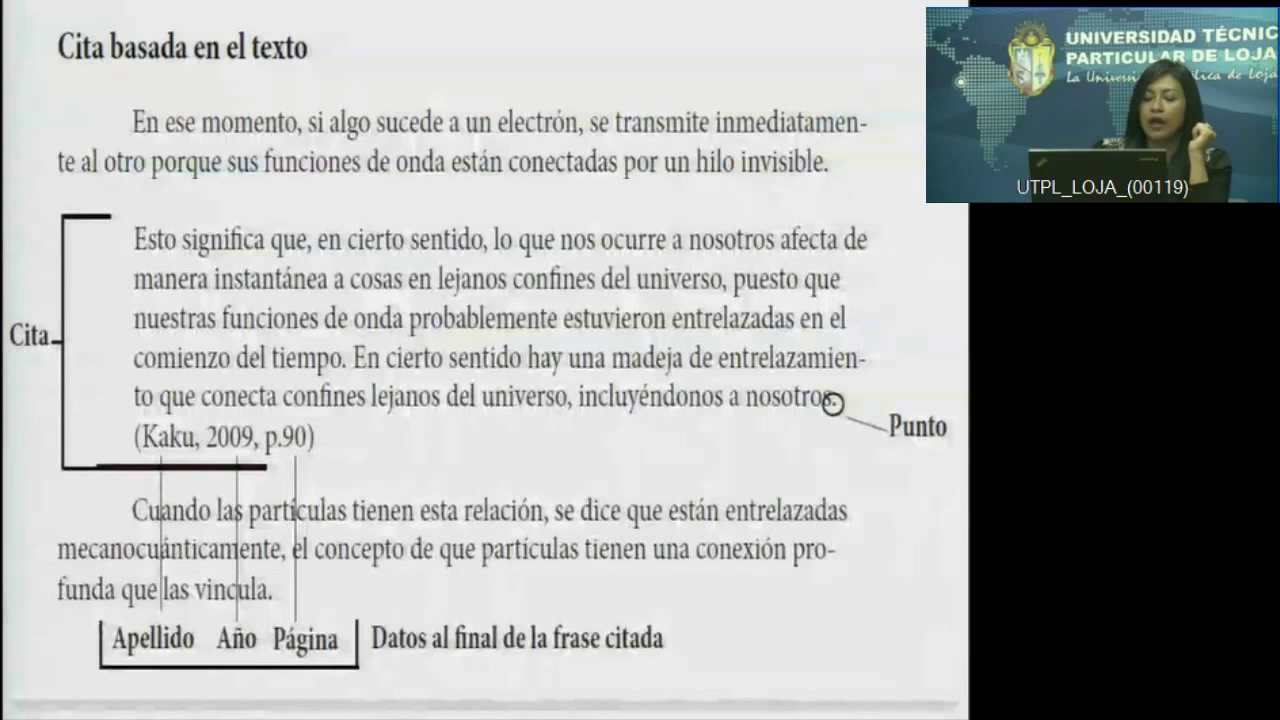 Cita basada en el texto
En ese momento, si algo sucede a un electrón, se transmite inmediatamen-
te al otro porque sus funciones de onda están conectadas por un hilo invisible.
Esto significa que, en cierto sentido, lo que nos ocurre a nosotros afecta de
manera instantánea a cosas en lejanos confines del universo, puesto que
nuestras funciones de onda probablemente estuvieron entrelazadas en el
comienzo del tiempo. En cierto sentido hay una madeja de entrelazamien-
to que conecta confines lejanos del universo, incluyéndonos a nosotros.
(Kaku, 2009, p.90)
Cita
Punto
Cuando las partículas tienen esta relación, se dice que están entrelazadas
mecanocuánticamente, el concepto de que partículas tienen una conexión pro-
funda que las vincula.
Apellido Año Página Datos al final de la frase citada
UNIVERSIDAD TÉCNIC
PARTICULAR DE LOJA
La de Loja
UTPL_LOJA_(00119)